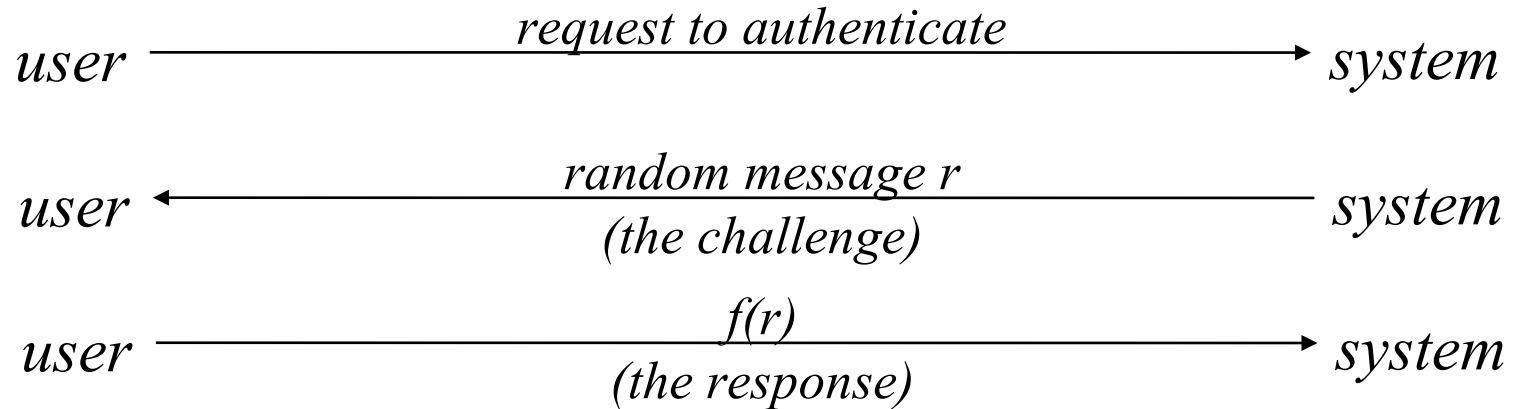 request to authenticate
user system
random message r
user system
(the challenge)
f(r)
user system
(the response)